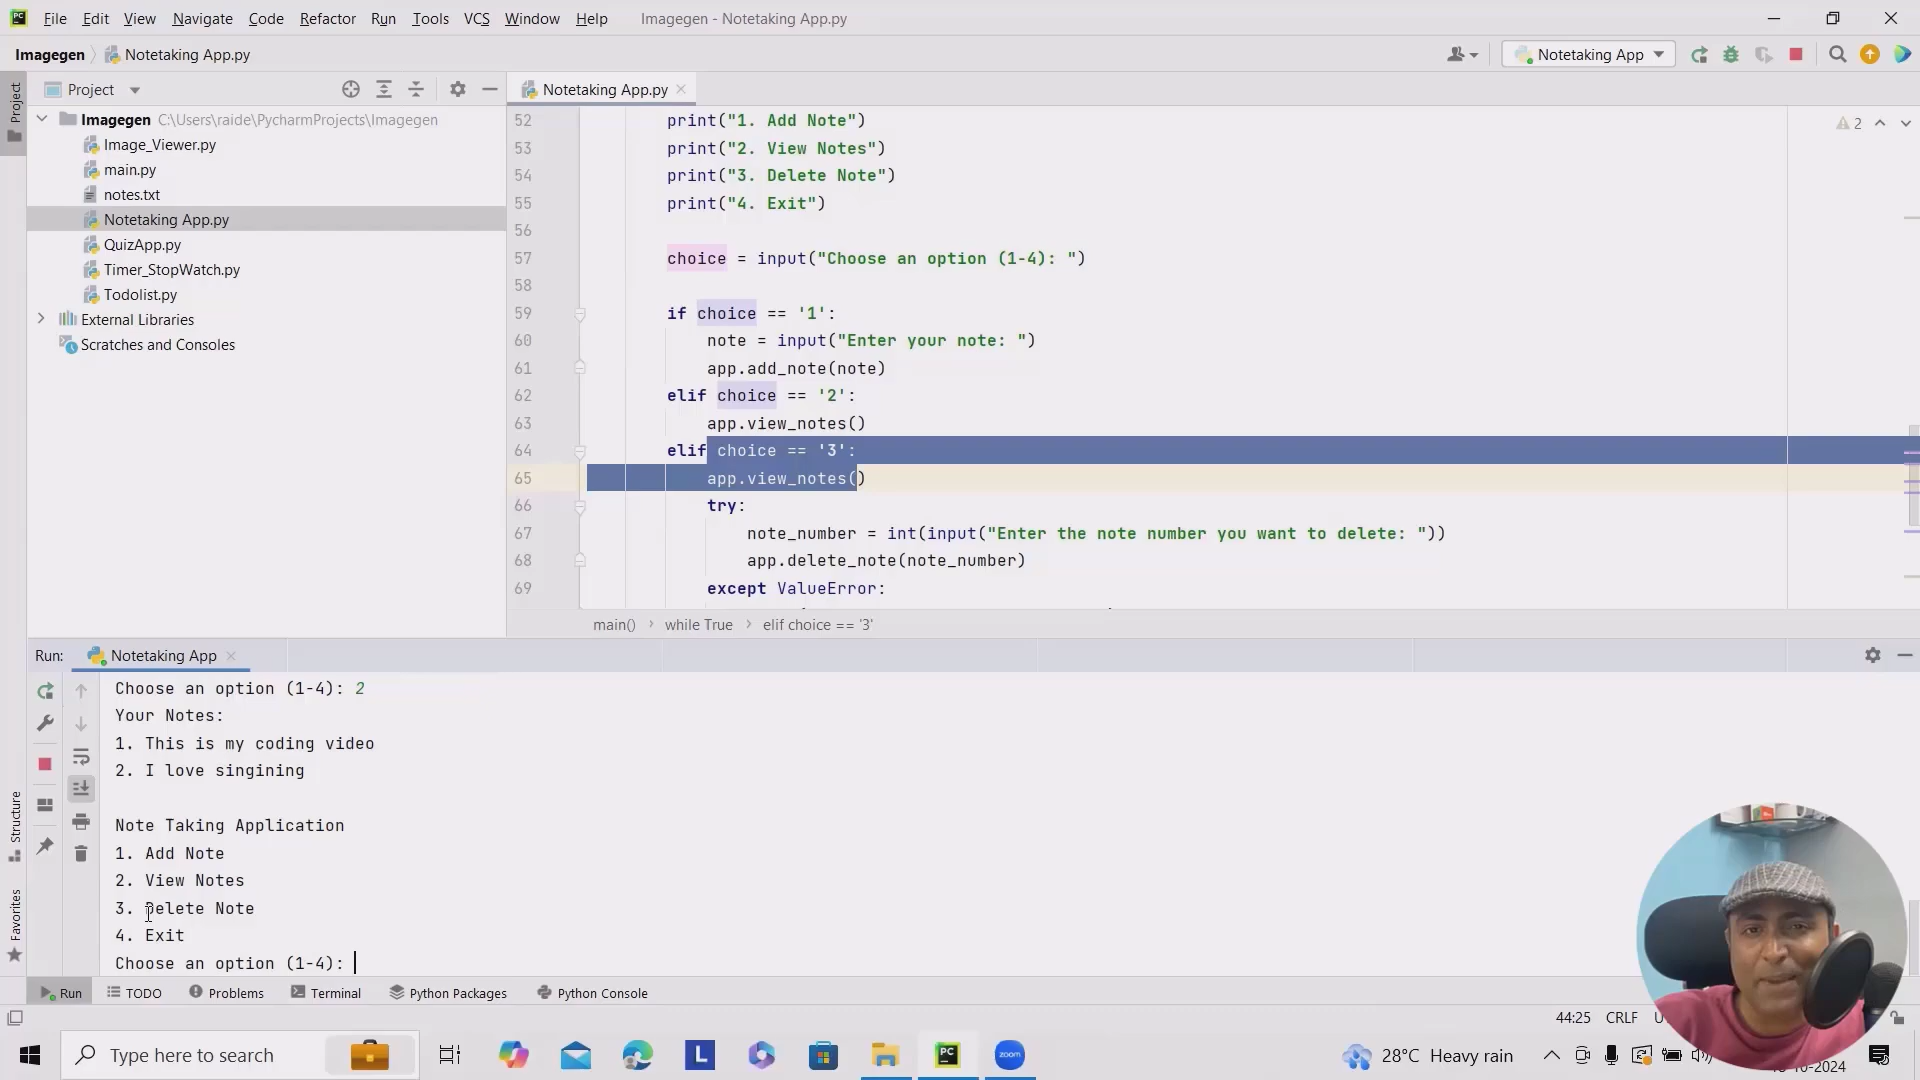 File Edit View Navigate Code Refactor Run Tools VCS Window Help Imagegen - Notetaking App.py
Imagegen Notetaking App.py Notetaking App
Project Notetaking App.py
Project
Imagegen C:\Users\raide\PycharmProjects\Imagegen
Image_Viewer.py
main.py
notes.txt
Notetaking App.py
QuizApp.py
Timer_StopWatch.py
Todolist.py
External Libraries
Scratches and Consoles
2
52 print("1. Add Note")
53 print("2. View Notes")
54 print("3. Delete Note")
55 print("4. Exit")
56
57 choice = input("Choose an option (1-4): ")
58
59 if choice == '1':
60 note = input("Enter your note: ")
61 app.add_note(note)
62 elif choice == '2':
63 app.view_notes()
64 elif choice == '3':
65 app.view_notes()
66 try:
67 note_number = int(input("Enter the note number you want to delete: "))
68 app.delete_note(note_number)
69 except ValueError:
main() while True elif choice == '3'
Run: Notetaking App
Choose an option (1-4): 2
Your Notes:
1. This is my coding video
2. I love singining
Note Taking Application
1. Add Note
2. View Notes
3. Delete Note
4. Exit
Choose an option (1-4):
Structure
Favorites
Run TODO Problems Terminal Python Packages Python Console
44:25 CRLF
Type here to search
L
PC
zoom
28°C Heavy rain
-10-2024